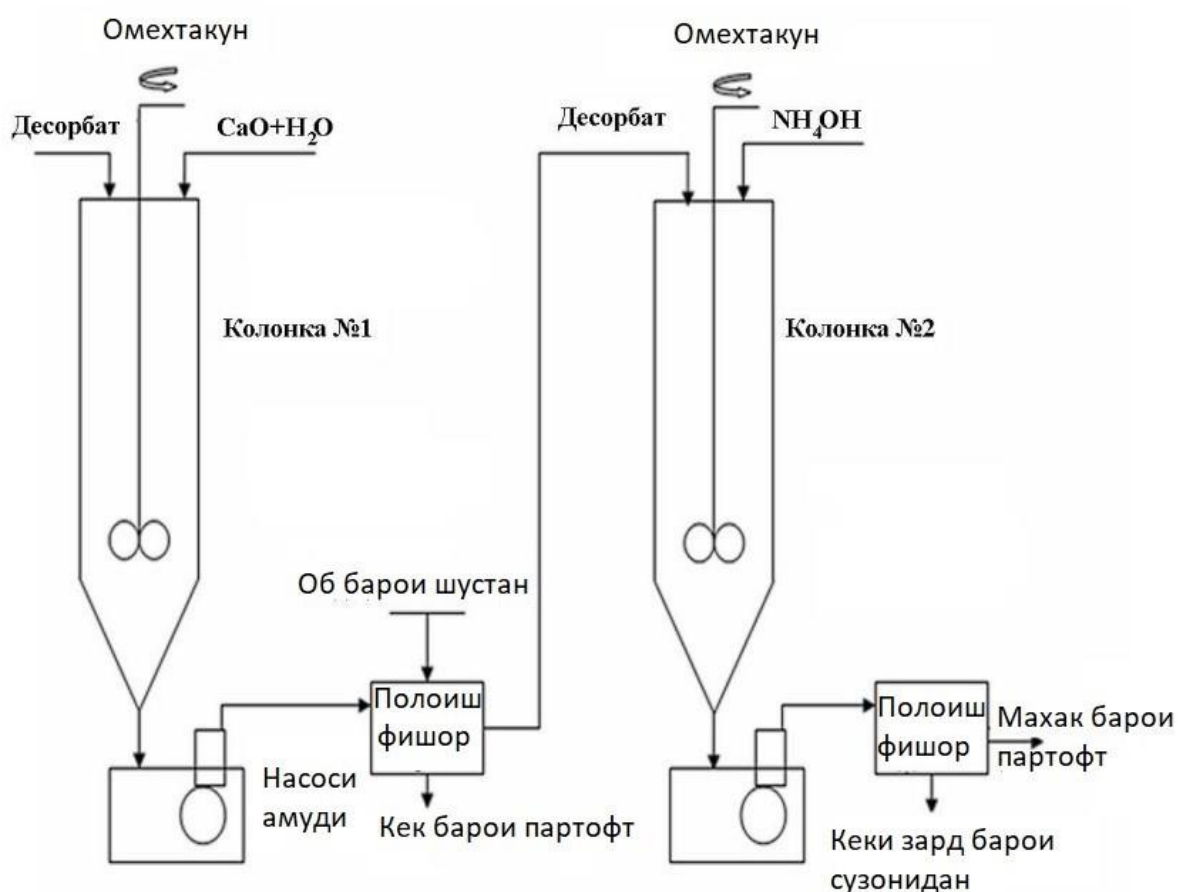 Омехтакун
Омехтакун
Десорбат
CaO+H₂O
Десорбат
NH₄OH
Колонка №1
Колонка №2
Об барои шустан
Полоиш
фишор
Насоси
амуди
Кек барои партофт
Полоиш
фишор
Махак барои
партофт
Кеки зард барои
сузонидан